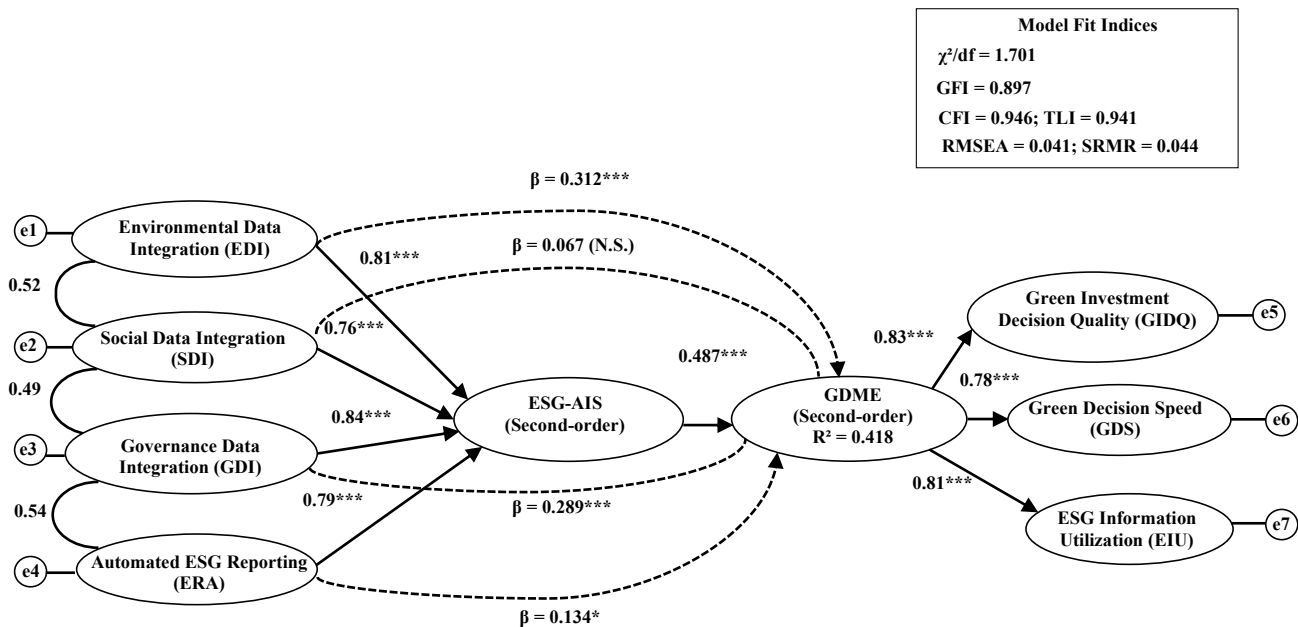 Model Fit Indices
χ²/df = 1.701
GFI = 0.897
CFI = 0.946; TLI = 0.941
RMSEA = 0.041; SRMR = 0.044
β = 0.312***
e1
Environmental Data
Integration (EDI)
0.81***
β = 0.067 (N.S.)
0.52
e2
Social Data Integration
(SDI)
0.76***
0.49
e3
Governance Data
Integration (GDI)
0.84***
0.54
0.79***
e4
Automated ESG Reporting
(ERA)
ESG-AIS
(Second-order)
0.487***
β = 0.289***
β = 0.134*
GDME
(Second-order)
R² = 0.418
0.83***
Green Investment
Decision Quality (GIDQ)
e5
0.78***
Green Decision Speed
(GDS)
e6
0.81***
ESG Information
Utilization (EIU)
e7